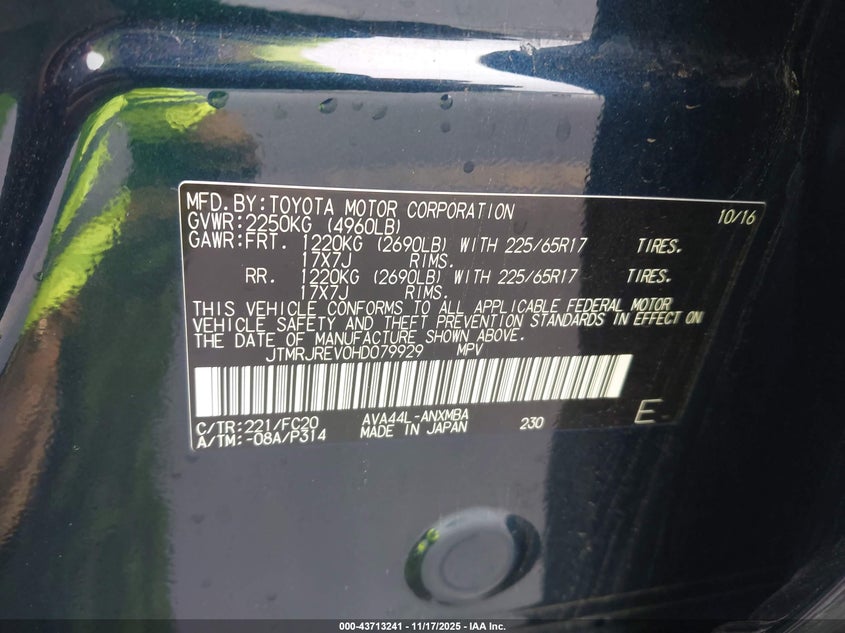 MFD.BY:TOYOTA MOTOR CORPORATION 10/16
GVWR:2250KG (4960LB)
GAWR:FRT. 1220KG (2690LB) WITH 225/65R17 TIRES.
17X7J RIMS.
RR. 1220KG (2690LB) WITH 225/65R17 TIRES.
17X7J RIMS.
THIS VEHICLE CONFORMS TO ALL APPLICABLE FEDERAL MOTOR
VEHICLE SAFETY AND THEFT PREVENTION STANDARDS IN EFFECT ON
THE DATE OF MANUFACTURE SHOWN ABOVE.
JTMRJREV0HD079929 MPV
C/TR:221/FC20 AVA44L-ANXMBA 230 E
A/TM:-08A/P314 MADE IN JAPAN
000-43713241 - 11/17/2025 - IAA Inc.